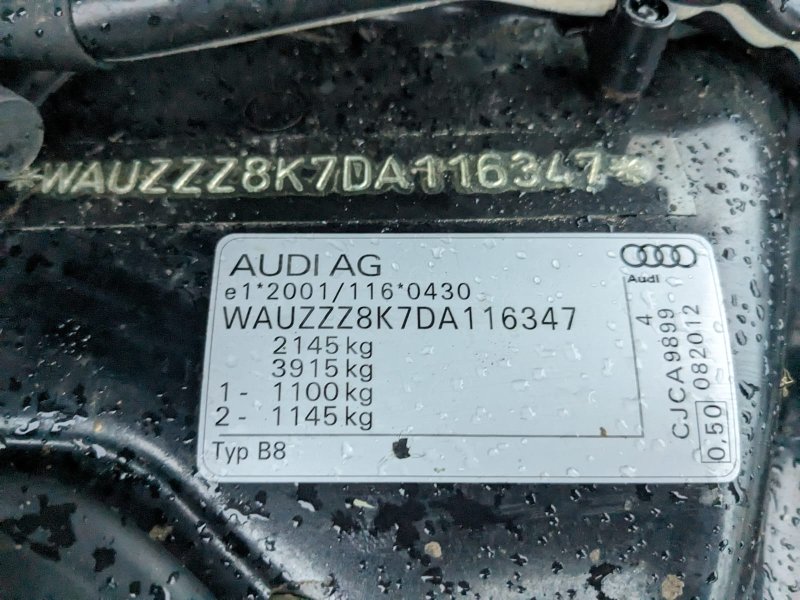 *WAUZZZ8K7DA116347*
AUDI AG
Audi
e1*2001/116*0430
WAUZZZ8K7DA116347
2145 kg
3915 kg
1 - 1100 kg
2 - 1145 kg
Typ B8
4
CJCA9899
082012
0,50